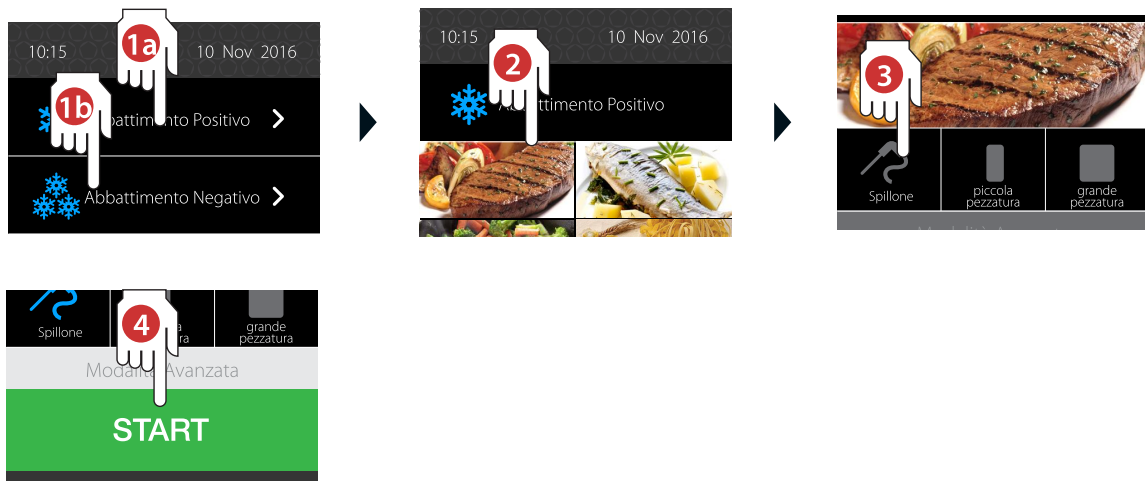 10:15 10 Nov 2016
1a
1b
Abbattimento Positivo
Abbattimento Negativo
10:15 10 Nov 2016
2
Abbattimento Positivo
3
Spillone
piccola pezzatura
grande pezzatura
4
Spillone
grande pezzatura
Modalità Avanzata
START